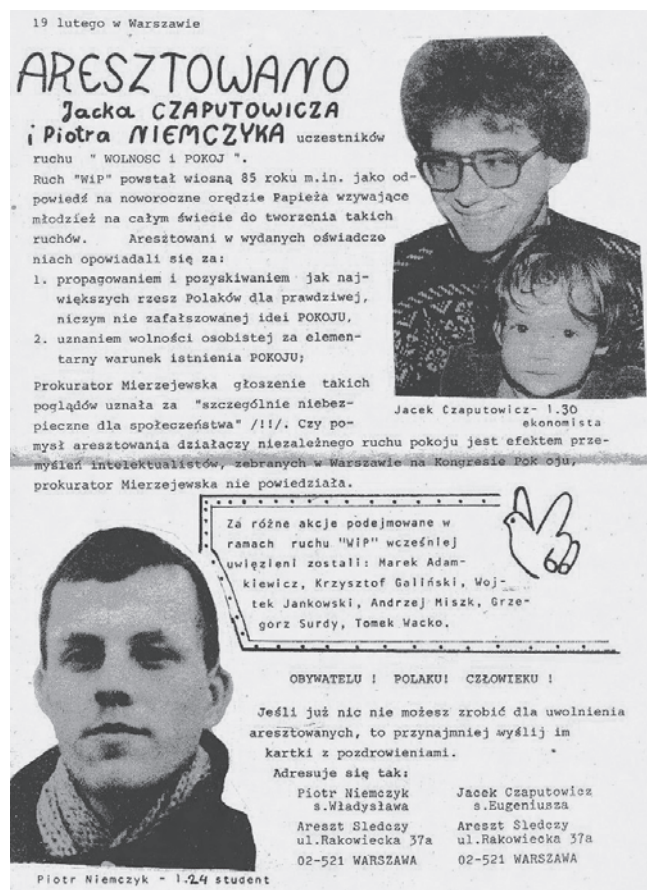 19 lutego w Warszawie
ARESZTOWANO
Jacka CZAPUTOWICZA
i Piotra NIEMCZYKA uczestników
ruchu " WOLNOSC i POKOJ ".
Ruch "WiP" powstał wiosną 85 roku m.in. jako od-
powiedź na noworoczne orędzie Papieża wzywające
młodzież na całym świecie do tworzenia takich
ruchów. Aresztowani w wydanych oświadcze
niach opowiadali się za:
1. propagowaniem i pozyskiwaniem jak naj-
większych rzesz Polaków dla prawdziwej,
niczym nie zafałszowanej idei POKOJU,
2. uznaniem wolności osobistej za elemen-
tarny warunek istnienia POKOJU;
Jacek Czaputowicz- l.30
ekonomista
Prokurator Mierzejewska głoszenie takich
poglądów uznała za "szczególnie niebez-
pieczne dla społeczeństwa" /!!/. Czy po-
mysł aresztowania działaczy niezależnego ruchu pokoju jest efektem prze-
myśleń intelektualistów, zebranych w Warszawie na Kongresie Pok oju,
prokurator Mierzejewska nie powiedziała.
Za różne akcje podejmowane w
ramach ruchu "WiP" wcześniej
uwięzieni zostali: Marek Adam-
kiewicz, Krzysztof Galiński, Woj-
tek Jankowski, Andrzej Miszk, Grze-
gorz Surdy, Tomek Wacko.
OBYWATELU ! POLAKU! CZŁOWIEKU !
Jeśli już nic nie możesz zrobić dla uwolnienia
aresztowanych, to przynajmniej wyślij im
kartki z pozdrowieniami.
Adresuje się tak:
Piotr Niemczyk
s.Władysława
Areszt Sledczy
ul.Rakowiecka 37a
02-521 WARSZAWA
Jacek Czaputowicz
s.Eugeniusza
Areszt Sledczy
ul.Rakowiecka 37a
02-521 WARSZAWA
Piotr Niemczyk - l.24 student